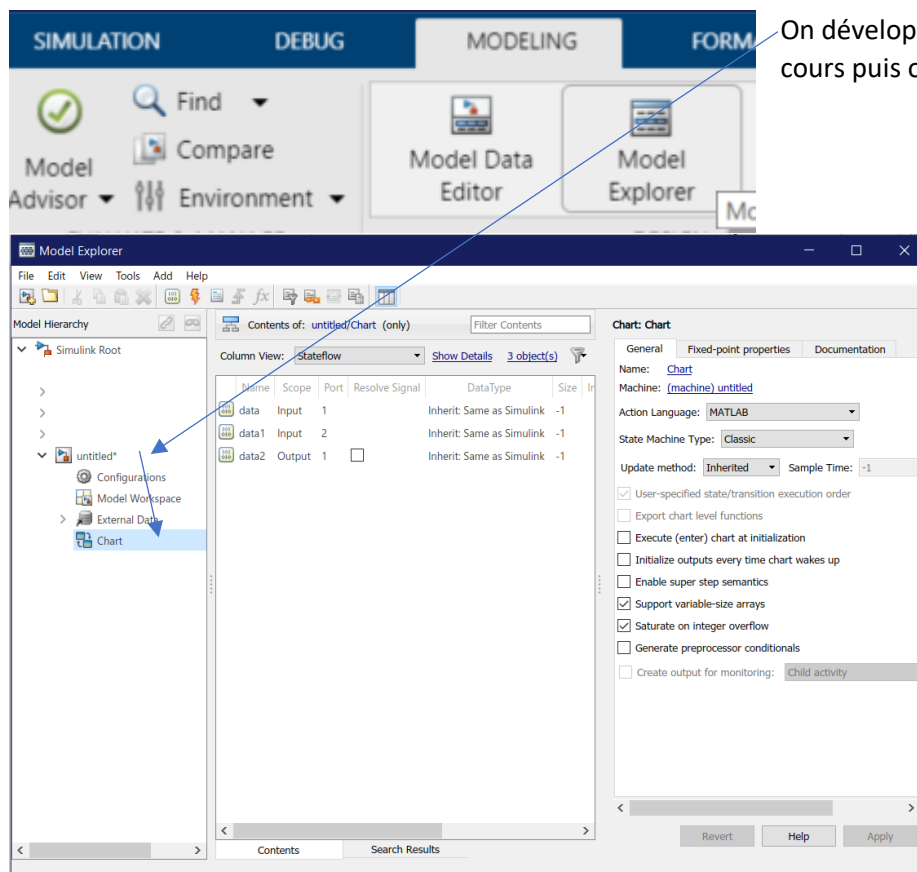 SIMULATION DEBUG MODELING FORMA
On dévelop
cours puis c
Model
Advisor
Find
Compare
Environment
Model Data
Editor
Model
Explorer
Mo
Model Explorer
File Edit View Tools Add Help
Model Hierarchy
Simulink Root
untitled*
Configurations
Model Workspace
External Data
Chart
Contents of: untitled/Chart (only) Filter Contents
Column View: Stateflow Show Details 3 object(s)
Name Scope Port Resolve Signal DataType Size In
data Input 1 Inherit: Same as Simulink -1
data1 Input 2 Inherit: Same as Simulink -1
data2 Output 1 Inherit: Same as Simulink -1
Contents Search Results
Chart: Chart
General Fixed-point properties Documentation
Name: Chart
Machine: (machine) untitled
Action Language: MATLAB
State Machine Type: Classic
Update method: Inherited Sample Time: -1
User-specified state/transition execution order
Export chart level functions
Execute (enter) chart at initialization
Initialize outputs every time chart wakes up
Enable super step semantics
Support variable-size arrays
Saturate on integer overflow
Generate preprocessor conditionals
Create output for monitoring: Child activity
Revert Help Apply